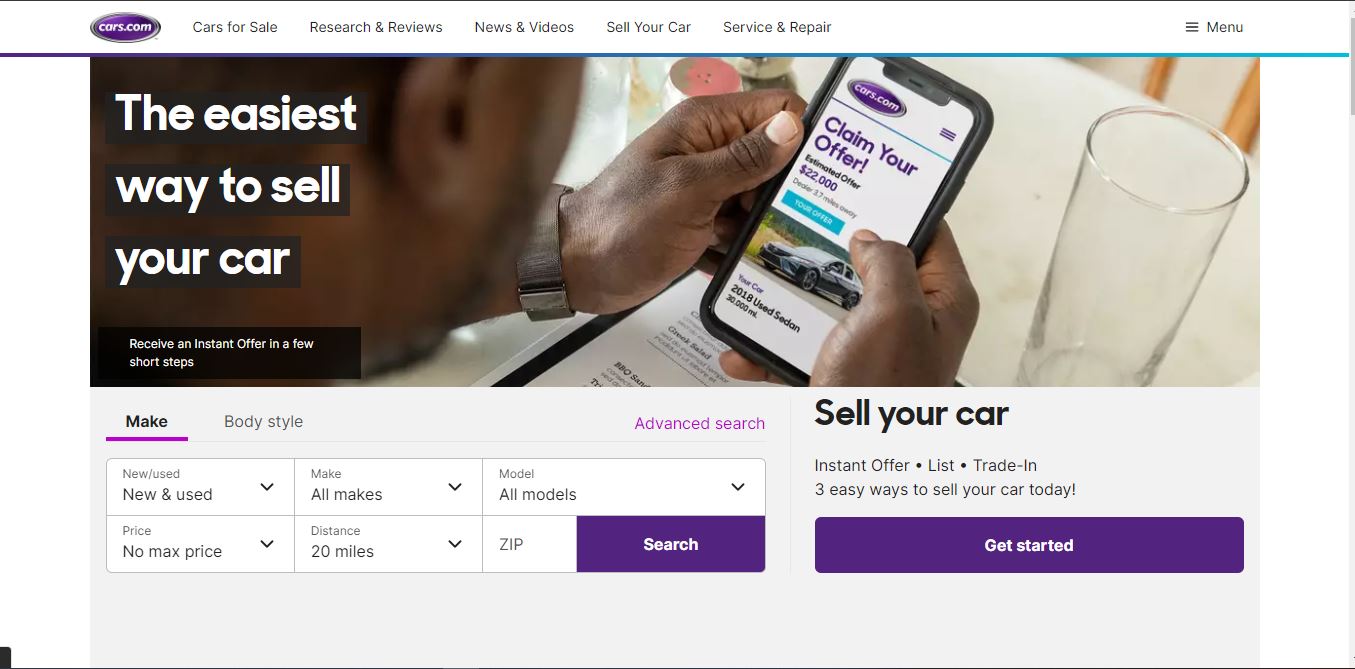 cars.com
Cars for Sale
Research & Reviews
News & Videos
Sell Your Car
Service & Repair
Menu
The easiest
way to sell
your car
Receive an Instant Offer in a few
short steps
cars.com
Claim Your
Offer!
Estimated Offer
$22,000
Dealer 3.7 miles away
YOUR OFFER
Your Car
2018 Used Sedan
30,000 mi.
Greek Salad
BBQ
Make
Body style
Advanced search
New/used
New & used
Make
All makes
Model
All models
Price
No max price
Distance
20 miles
ZIP
Search
Sell your car
Instant Offer • List • Trade-In
3 easy ways to sell your car today!
Get started